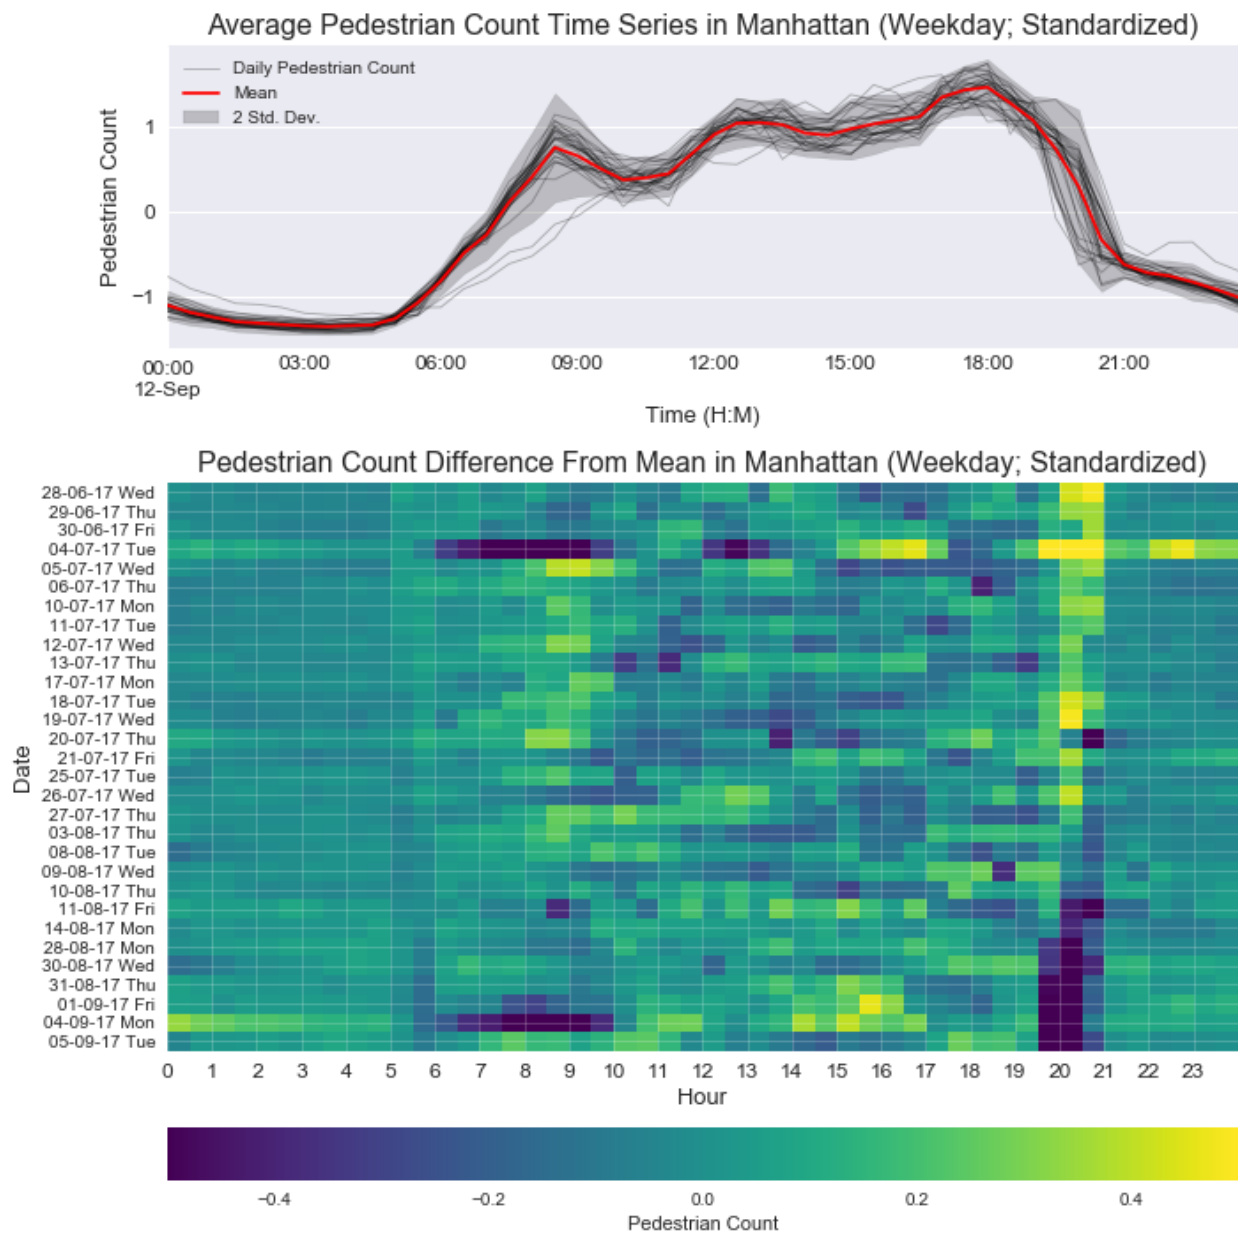 Average Pedestrian Count Time Series in Manhattan (Weekday; Standardized)
Daily Pedestrian Count
Mean
2 Std. Dev.
Pedestrian Count
1
0
−1
00:00 03:00 06:00 09:00 12:00 15:00 18:00 21:00
12-Sep
Time (H:M)
Pedestrian Count Difference From Mean in Manhattan (Weekday; Standardized)
Date
28-06-17 Wed
29-06-17 Thu
30-06-17 Fri
04-07-17 Tue
05-07-17 Wed
06-07-17 Thu
10-07-17 Mon
11-07-17 Tue
12-07-17 Wed
13-07-17 Thu
17-07-17 Mon
18-07-17 Tue
19-07-17 Wed
20-07-17 Thu
21-07-17 Fri
25-07-17 Tue
26-07-17 Wed
27-07-17 Thu
03-08-17 Thu
08-08-17 Tue
09-08-17 Wed
10-08-17 Thu
11-08-17 Fri
14-08-17 Mon
28-08-17 Mon
30-08-17 Wed
31-08-17 Thu
01-09-17 Fri
04-09-17 Mon
05-09-17 Tue
0 1 2 3 4 5 6 7 8 9 10 11 12 13 14 15 16 17 18 19 20 21 22 23
Hour
−0.4 −0.2 0.0 0.2 0.4
Pedestrian Count